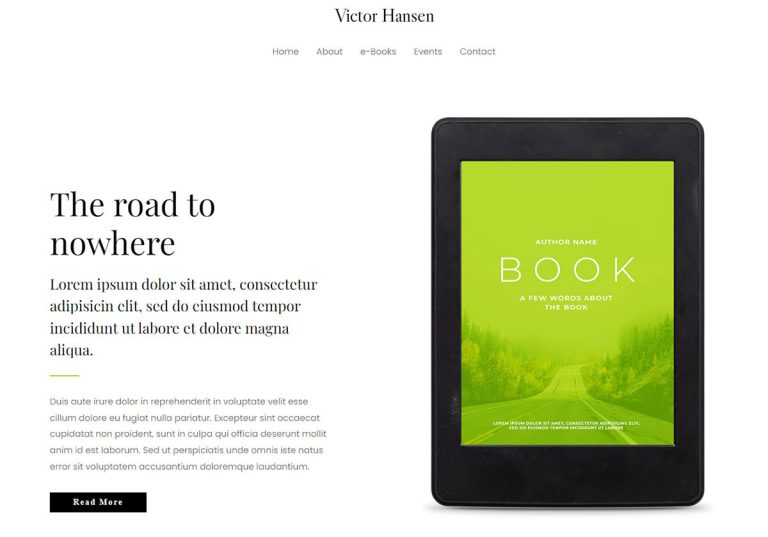 Victor Hansen
Home About e-Books Events Contact
The road to
nowhere
Lorem ipsum dolor sit amet, consectetur
adipisicin elit, sed do eiusmod tempor
incididunt ut labore et dolore magna
aliqua.
Duis aute irure dolor in reprehenderit in voluptate velit esse
cillum dolore eu fugiat nulla pariatur. Excepteur sint occaecat
cupidatat non proident, sunt in culpa qui officia deserunt mollit
anim id est laborum. Sed ut perspiciatis unde omnis iste natus
error sit voluptatem accusantium doloremque laudantium.
Read More
AUTHOR NAME
BOOK
A FEW WORDS ABOUT
THE BOOK
LOREM IPSUM DOLOR SIT AMET, CONSECTETUR ADIPISICING ELIT,
SED DO EIUSMOD TEMPOR INCIDIDUNT UT LABORE